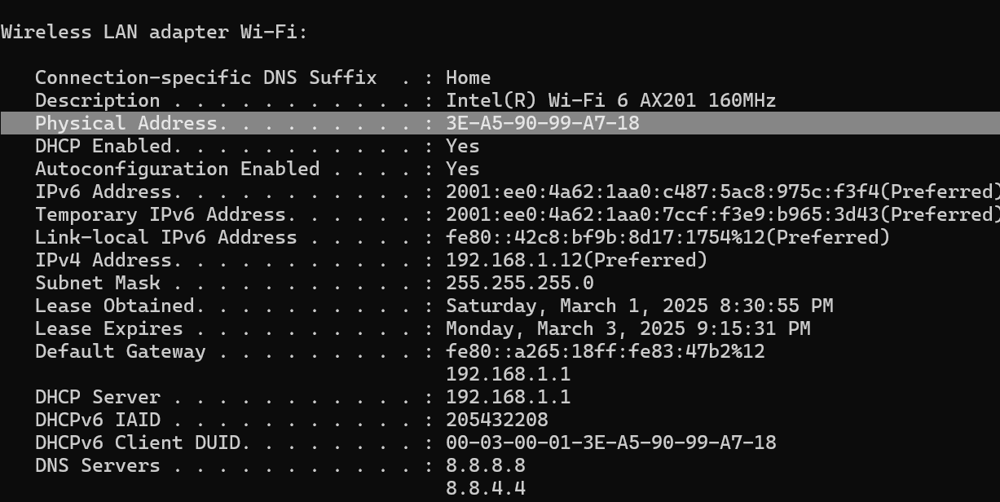 Wireless LAN adapter Wi-Fi:
Connection-specific DNS Suffix  . : Home
Description . . . . . . . . . . . : Intel(R) Wi-Fi 6 AX201 160MHz
Physical Address. . . . . . . . . : 3E-A5-90-99-A7-18
DHCP Enabled. . . . . . . . . . . : Yes
Autoconfiguration Enabled . . . . : Yes
IPv6 Address. . . . . . . . . . . : 2001:ee0:4a62:1aa0:c487:5ac8:975c:f3f4(Preferred)
Temporary IPv6 Address. . . . . . : 2001:ee0:4a62:1aa0:7ccf:f3e9:b965:3d43(Preferred)
Link-local IPv6 Address . . . . . : fe80::42c8:bf9b:8d17:1754%12(Preferred)
IPv4 Address. . . . . . . . . . . : 192.168.1.12(Preferred)
Subnet Mask . . . . . . . . . . . : 255.255.255.0
Lease Obtained. . . . . . . . . . : Saturday, March 1, 2025 8:30:55 PM
Lease Expires . . . . . . . . . . : Monday, March 3, 2025 9:15:31 PM
Default Gateway . . . . . . . . . : fe80::a265:18ff:fe83:47b2%12
192.168.1.1
DHCP Server . . . . . . . . . . . : 192.168.1.1
DHCPv6 IAID . . . . . . . . . . . : 205432208
DHCPv6 Client DUID. . . . . . . . : 00-03-00-01-3E-A5-90-99-A7-18
DNS Servers . . . . . . . . . . . : 8.8.8.8
8.8.4.4